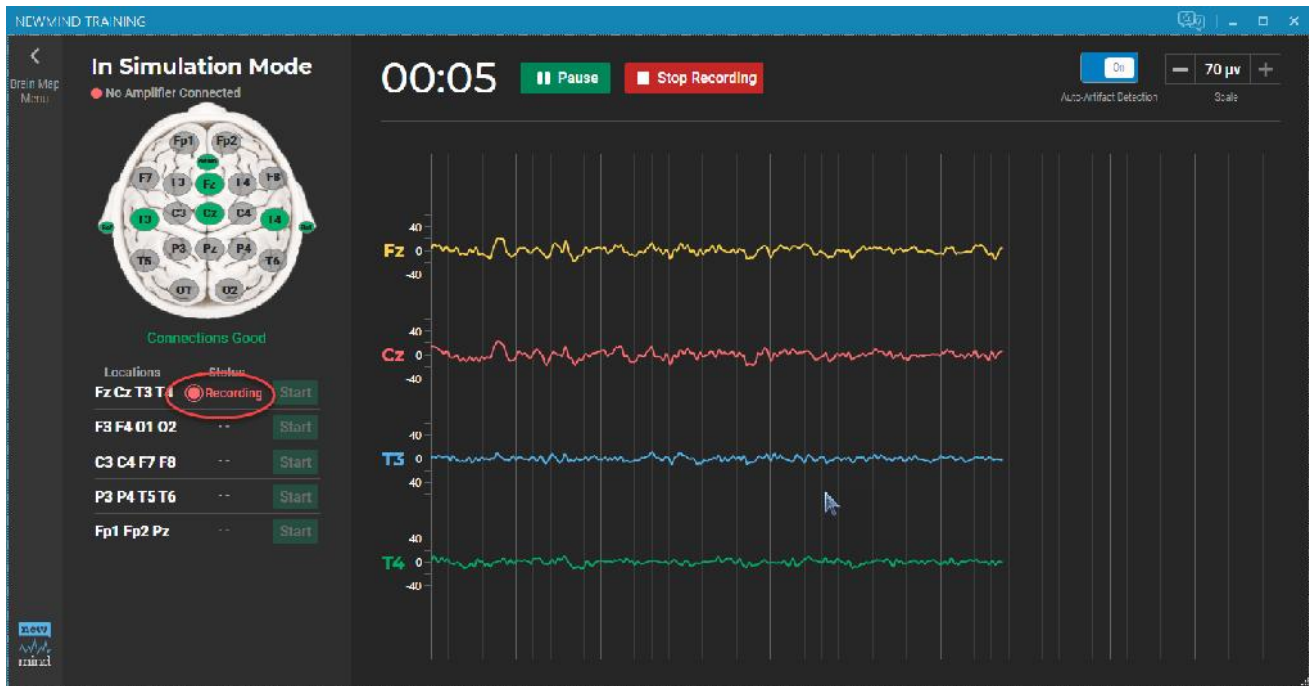 NEWMIND TRAINING
Brain Map
Menu
In Simulation Mode
No Amplifier Connected
00:05
Pause
Stop Recording
On
Auto-Artifact Detection
70 µv
Scale
Fp1 Fp2
F7 F3 Fz F4 F8
T3 C3 Cz C4 T4
T5 P3 Pz P4 T6
O1 O2
Connections Good
Locations Status
Fz Cz T3 T4 Recording Start
F3 F4 O1 O2 -- Start
C3 C4 F7 F8 -- Start
P3 P4 T5 T6 -- Start
Fp1 Fp2 Pz -- Start
40
Fz 0
-40
40
Cz 0
-40
40
T3 0
40
40
T4 0
-40
new
mind